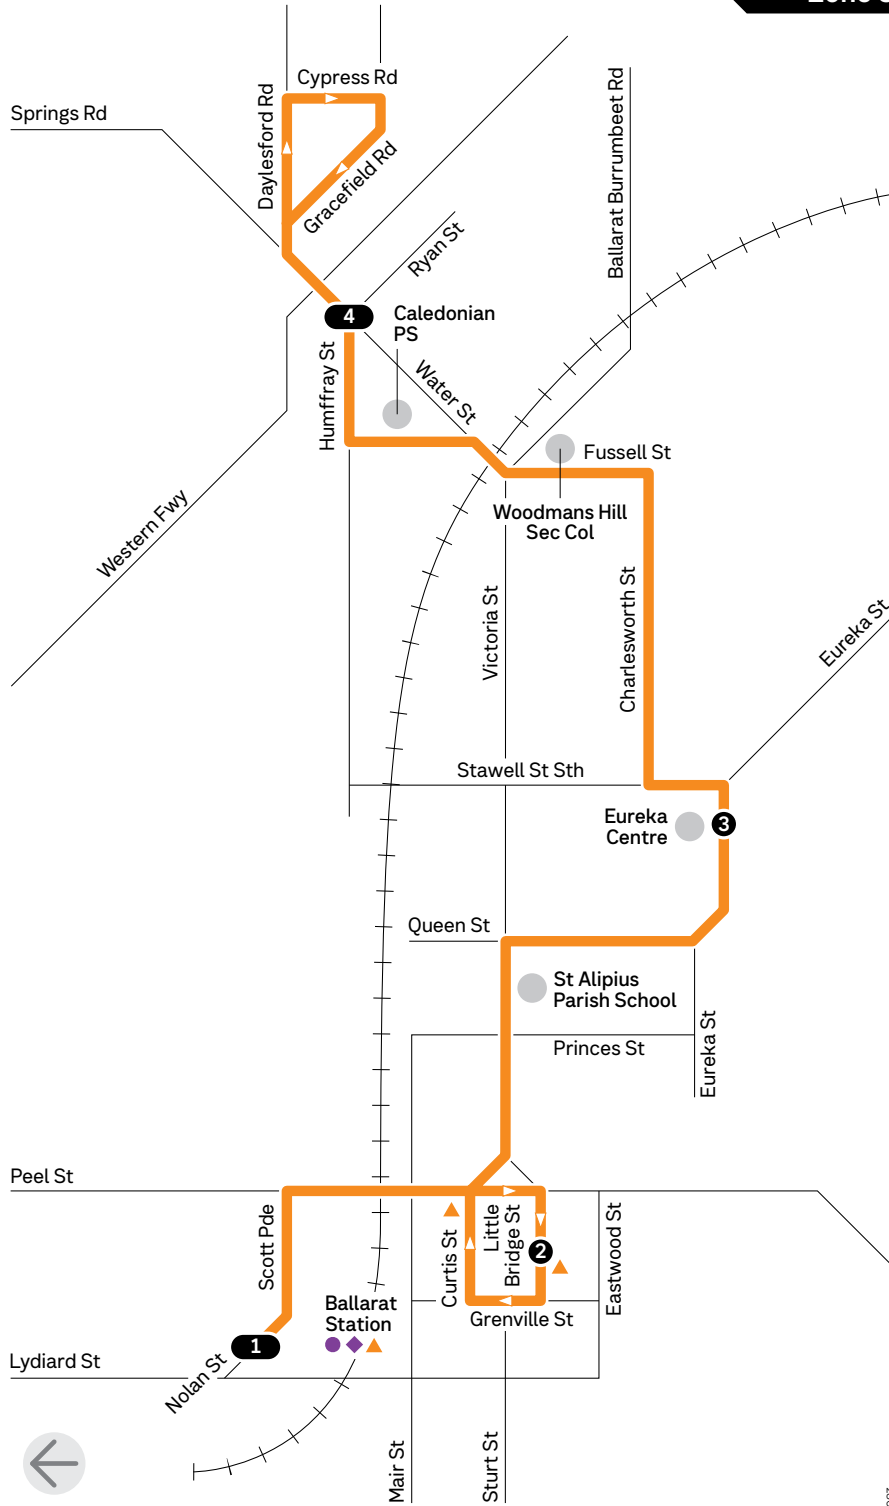 Cypress Rd
Springs Rd
Daylesford Rd
Gracefield Rd
Ballarat Burrumbeet Rd
Ryan St
4
Caledonian
PS
Humffray St
Water St
Fussell St
Woodmans Hill
Sec Col
Western Fwy
Victoria St
Charlesworth St
Eureka St
Stawell St Sth
Eureka
Centre
3
Queen St
St Alipius
Parish School
Princes St
Eureka St
Peel St
Scott Pde
Curtis St
Little
Bridge St
2
Eastwood St
Ballarat
Station
Grenville St
1
Lydiard St
Nolan St
Mair St
Sturt St